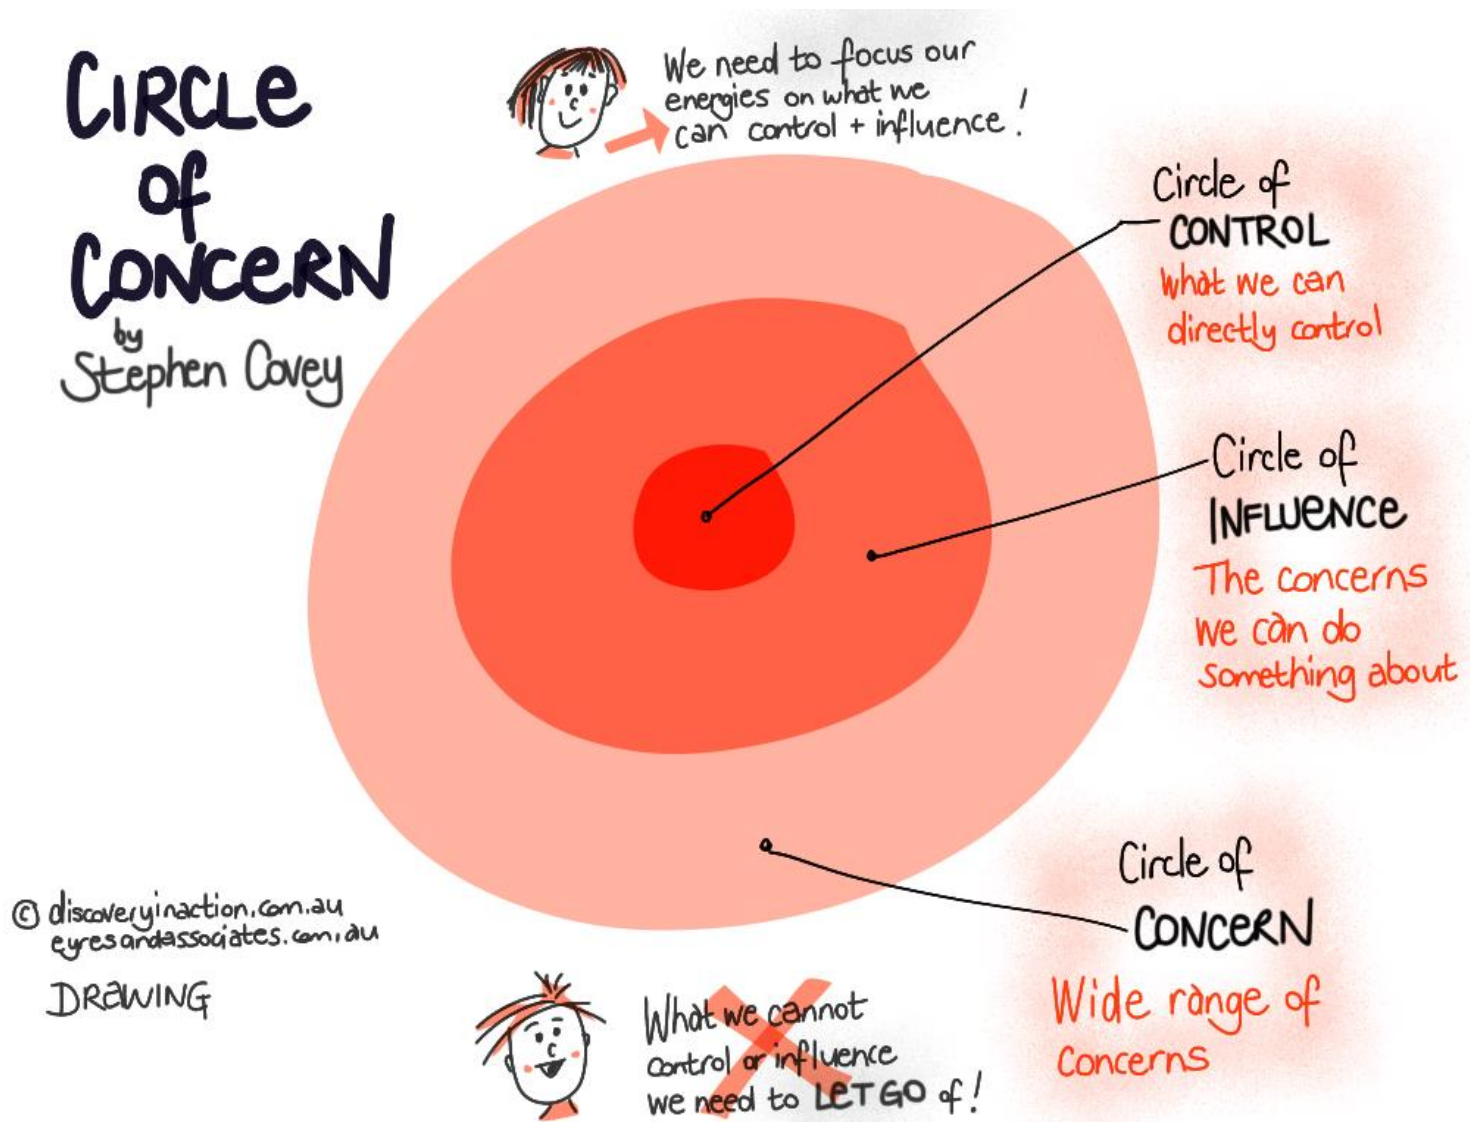 CIRCLE
OF
CONCERN
by
Stephen Covey
We need to focus our
energies on what we
can control + influence!
Circle of
CONTROL
What we can
directly control
Circle of
INFLUENCE
The concerns
we can do
something about
Circle of
CONCERN
Wide range of
concerns
© discoveryinaction.com.au
eyresandassociates.com.au
DRAWING
What we cannot
control or influence
we need to LET GO of!